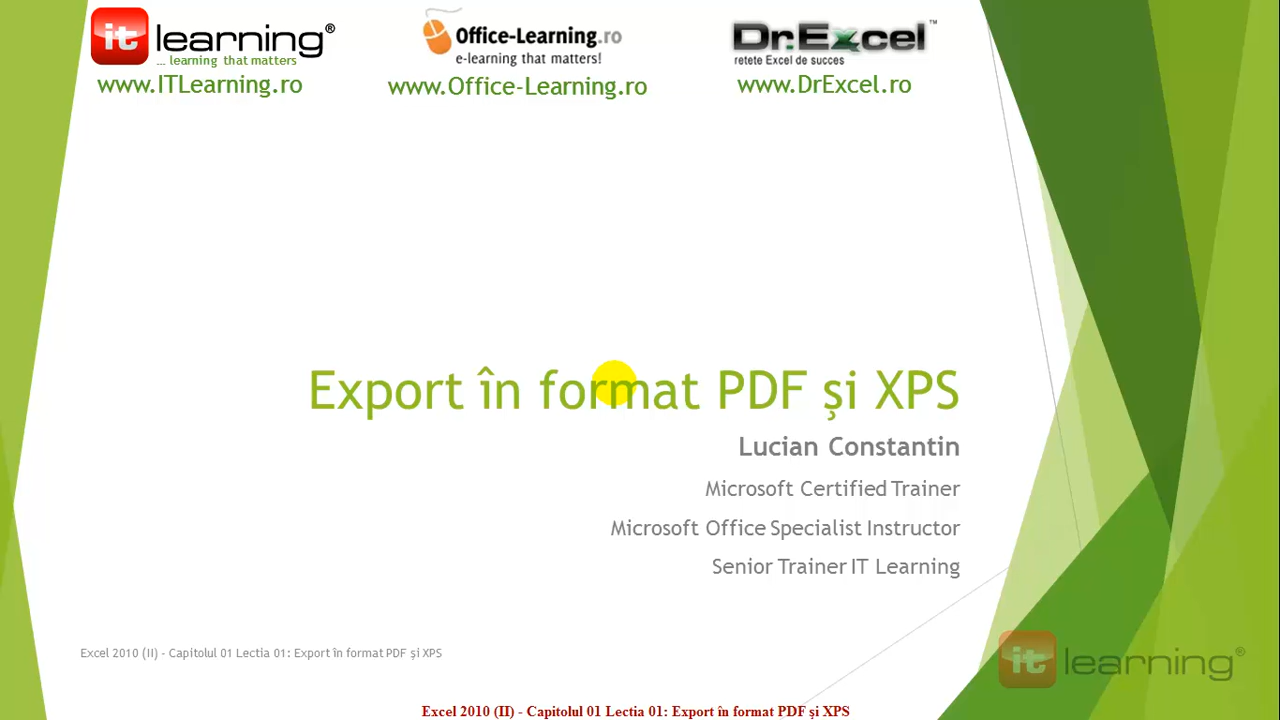 it learning®
... learning that matters
www.ITLearning.ro
Office-Learning.ro
e-learning that matters!
www.Office-Learning.ro
Dr.Excel™
retete Excel de succes
www.DrExcel.ro
Export în format PDF şi XPS
Lucian Constantin
Microsoft Certified Trainer
Microsoft Office Specialist Instructor
Senior Trainer IT Learning
Excel 2010 (II) - Capitolul 01 Lectia 01: Export în format PDF şi XPS
it learning®
Excel 2010 (II) - Capitolul 01 Lectia 01: Export în format PDF şi XPS